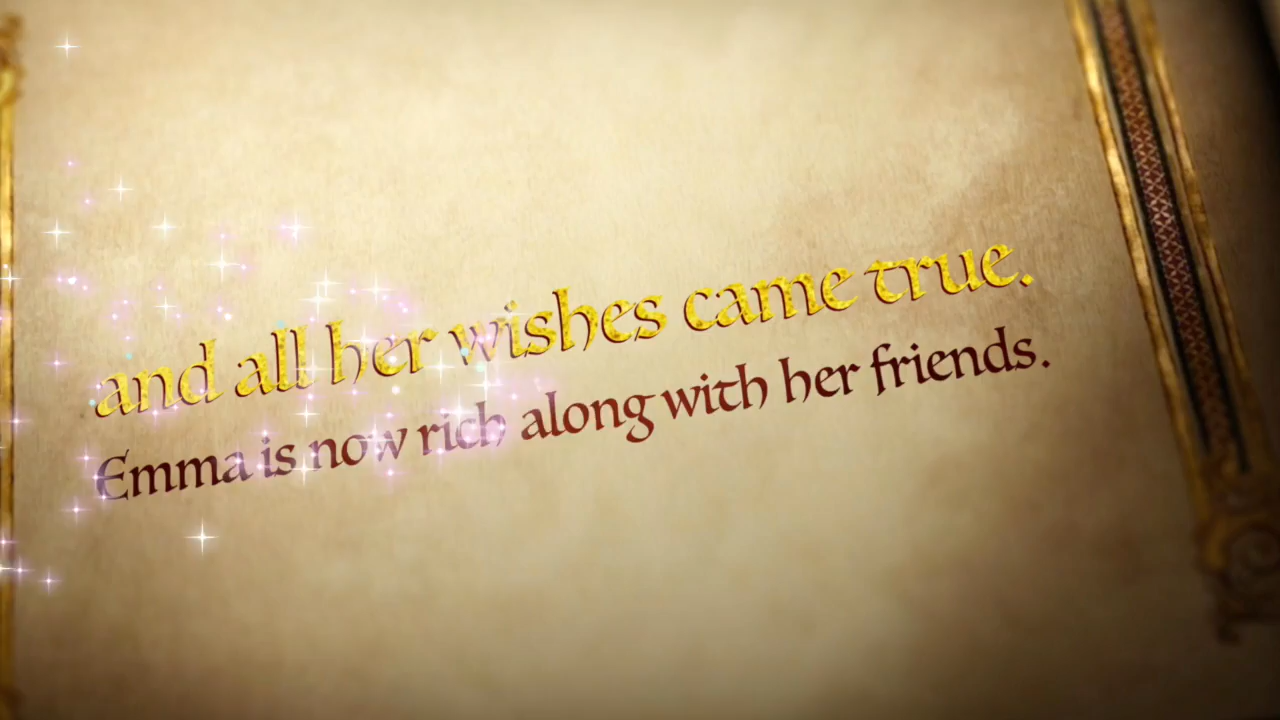 and all her wishes came true.
Emma is now rich along with her friends.